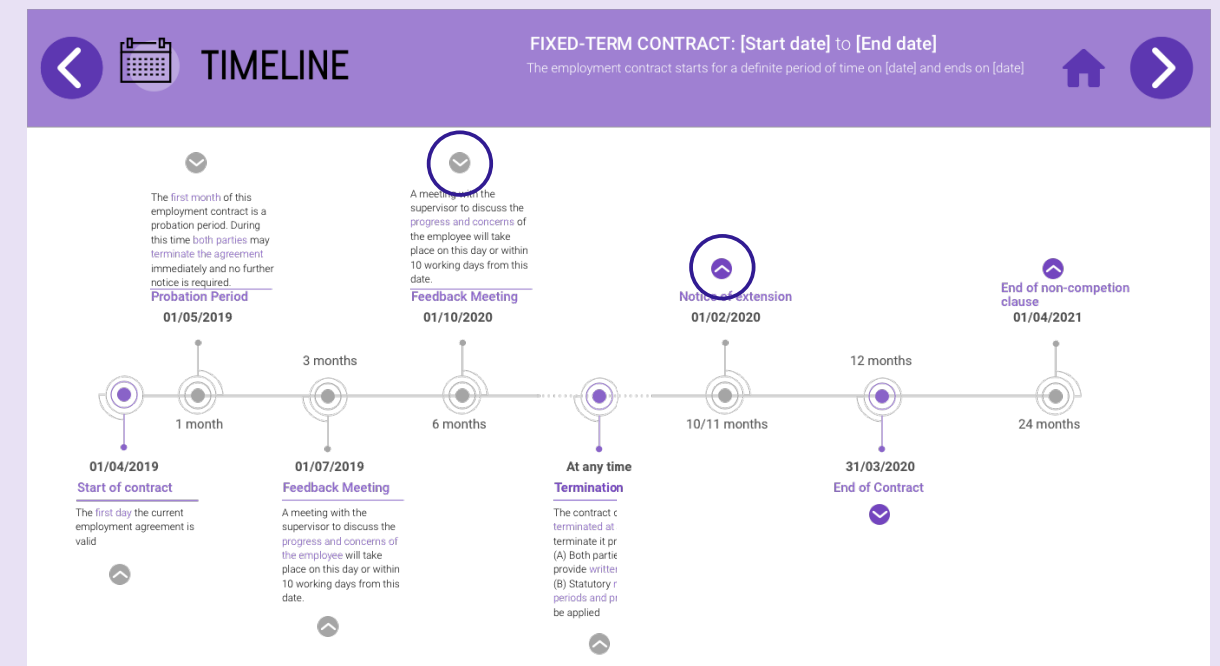 TIMELINE
FIXED-TERM CONTRACT: [Start date] to [End date]
The employment contract starts for a definite period of time on [date] and ends on [date]
The first month of this
employment contract is a
probation period. During
this time both parties may
terminate the agreement
immediately and no further
notice is required.
Probation Period
01/05/2019
A meeting with the
supervisor to discuss the
progress and concerns of
the employee will take
place on this day or within
10 working days from this
date.
Feedback Meeting
01/10/2020
Notice of extension
01/02/2020
End of non-competion
clause
01/04/2021
3 months
12 months
1 month
6 months
10/11 months
24 months
01/04/2019
Start of contract
The first day the current
employment agreement is
valid
01/07/2019
Feedback Meeting
A meeting with the
supervisor to discuss the
progress and concerns of
the employee will take
place on this day or within
10 working days from this
date.
At any time
Termination
The contract
terminated at
terminate it
(A) Both
provide
(B) Statutory
periods and
be applied
31/03/2020
End of Contract